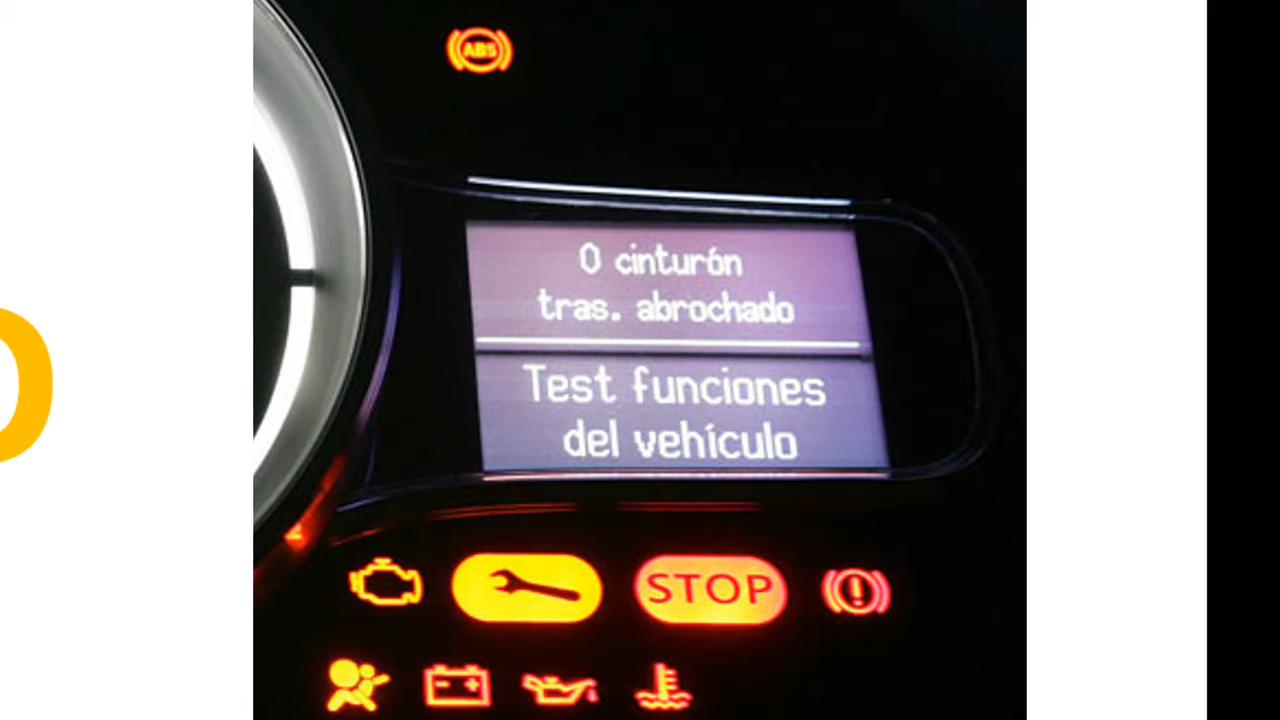 ABS
0 cinturón
tras. abrochado
Test funciones
del vehículo
STOP